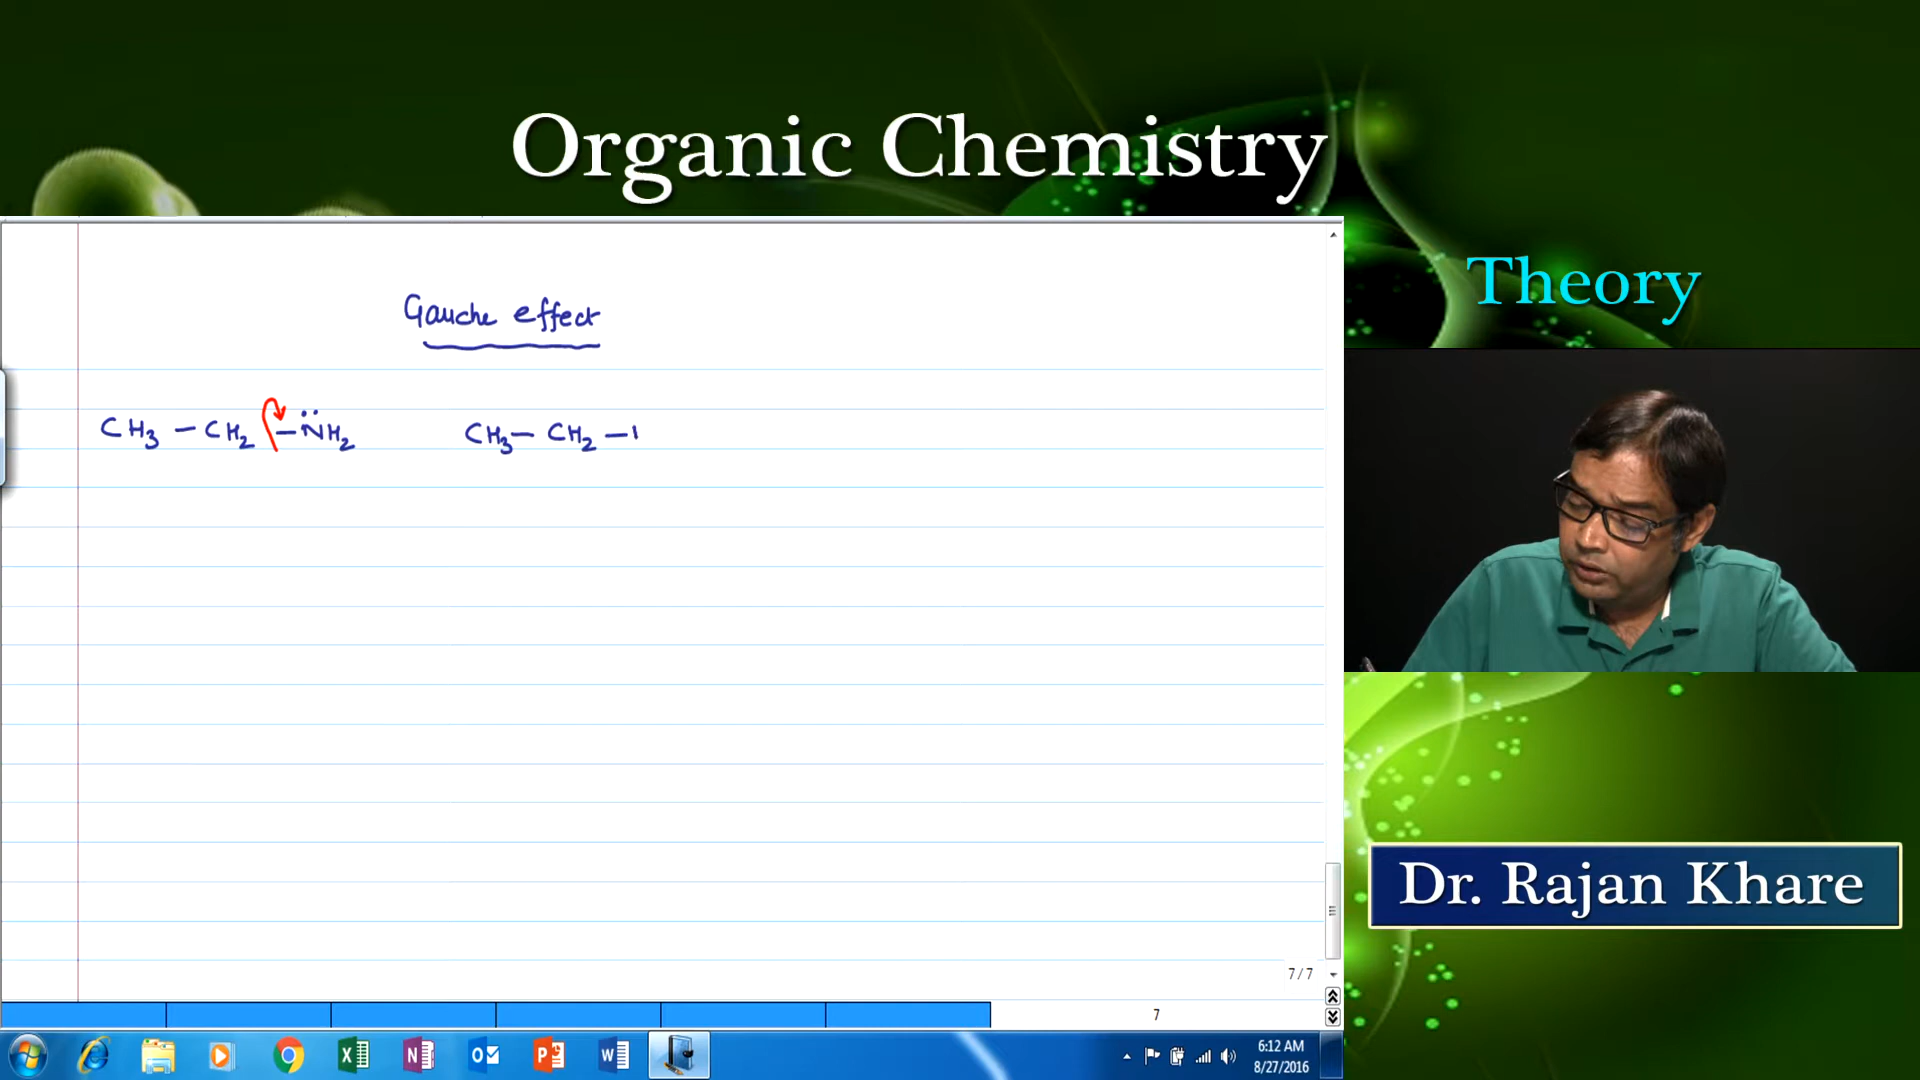 Organic Chemistry
Theory
Gauche effect
CH₃ – CH₂ – N̈H₂
CH₃ – CH₂ –
Dr. Rajan Khare
7/7
7
6:12 AM
8/27/2016